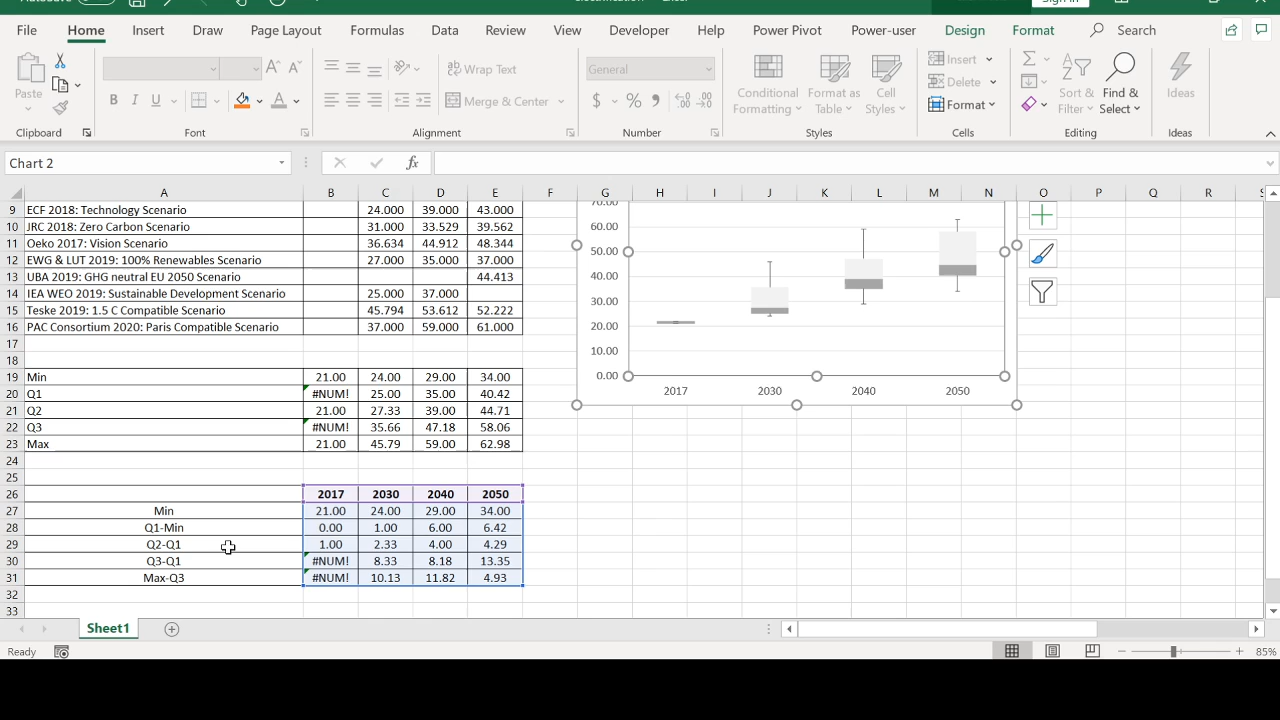 File Home Insert Draw Page Layout Formulas Data Review View Developer Help Power Pivot Power-user Design Format Search
Paste
B I U
Wrap Text
Merge & Center
General
$ % ,
Conditional Formatting
Format as Table
Cell Styles
Insert
Delete
Format
Sort & Filter
Find & Select
Ideas
Clipboard Font Alignment Number Styles Cells Editing Ideas
Chart 2 fx
A B C D E F G H I J K L M N O P Q R
9 ECF 2018: Technology Scenario 24.000 39.000 43.000
10 JRC 2018: Zero Carbon Scenario 31.000 33.529 39.562
11 Oeko 2017: Vision Scenario 36.634 44.912 48.344
12 EWG & LUT 2019: 100% Renewables Scenario 27.000 35.000 37.000
13 UBA 2019: GHG neutral EU 2050 Scenario 44.413
14 IEA WEO 2019: Sustainable Development Scenario 25.000 37.000
15 Teske 2019: 1.5 C Compatible Scenario 45.794 53.612 52.222
16 PAC Consortium 2020: Paris Compatible Scenario 37.000 59.000 61.000
17
18
19 Min 21.00 24.00 29.00 34.00
20 Q1 #NUM! 25.00 35.00 40.42
21 Q2 21.00 27.33 39.00 44.71
22 Q3 #NUM! 35.66 47.18 58.06
23 Max 21.00 45.79 59.00 62.98
24
25
26 2017 2030 2040 2050
27 Min 21.00 24.00 29.00 34.00
28 Q1-Min 0.00 1.00 6.00 6.42
29 Q2-Q1 1.00 2.33 4.00 4.29
30 Q3-Q1 #NUM! 8.33 8.18 13.35
31 Max-Q3 #NUM! 10.13 11.82 4.93
32
33
70.00
60.00
50.00
40.00
30.00
20.00
10.00
0.00
2017 2030 2040 2050
Sheet1
Ready 85%